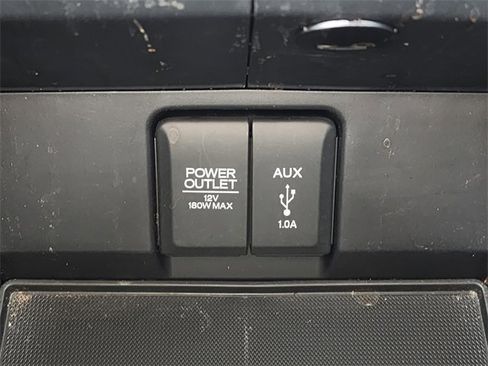 POWER
OUTLET
12V
180W MAX
AUX
1.0A